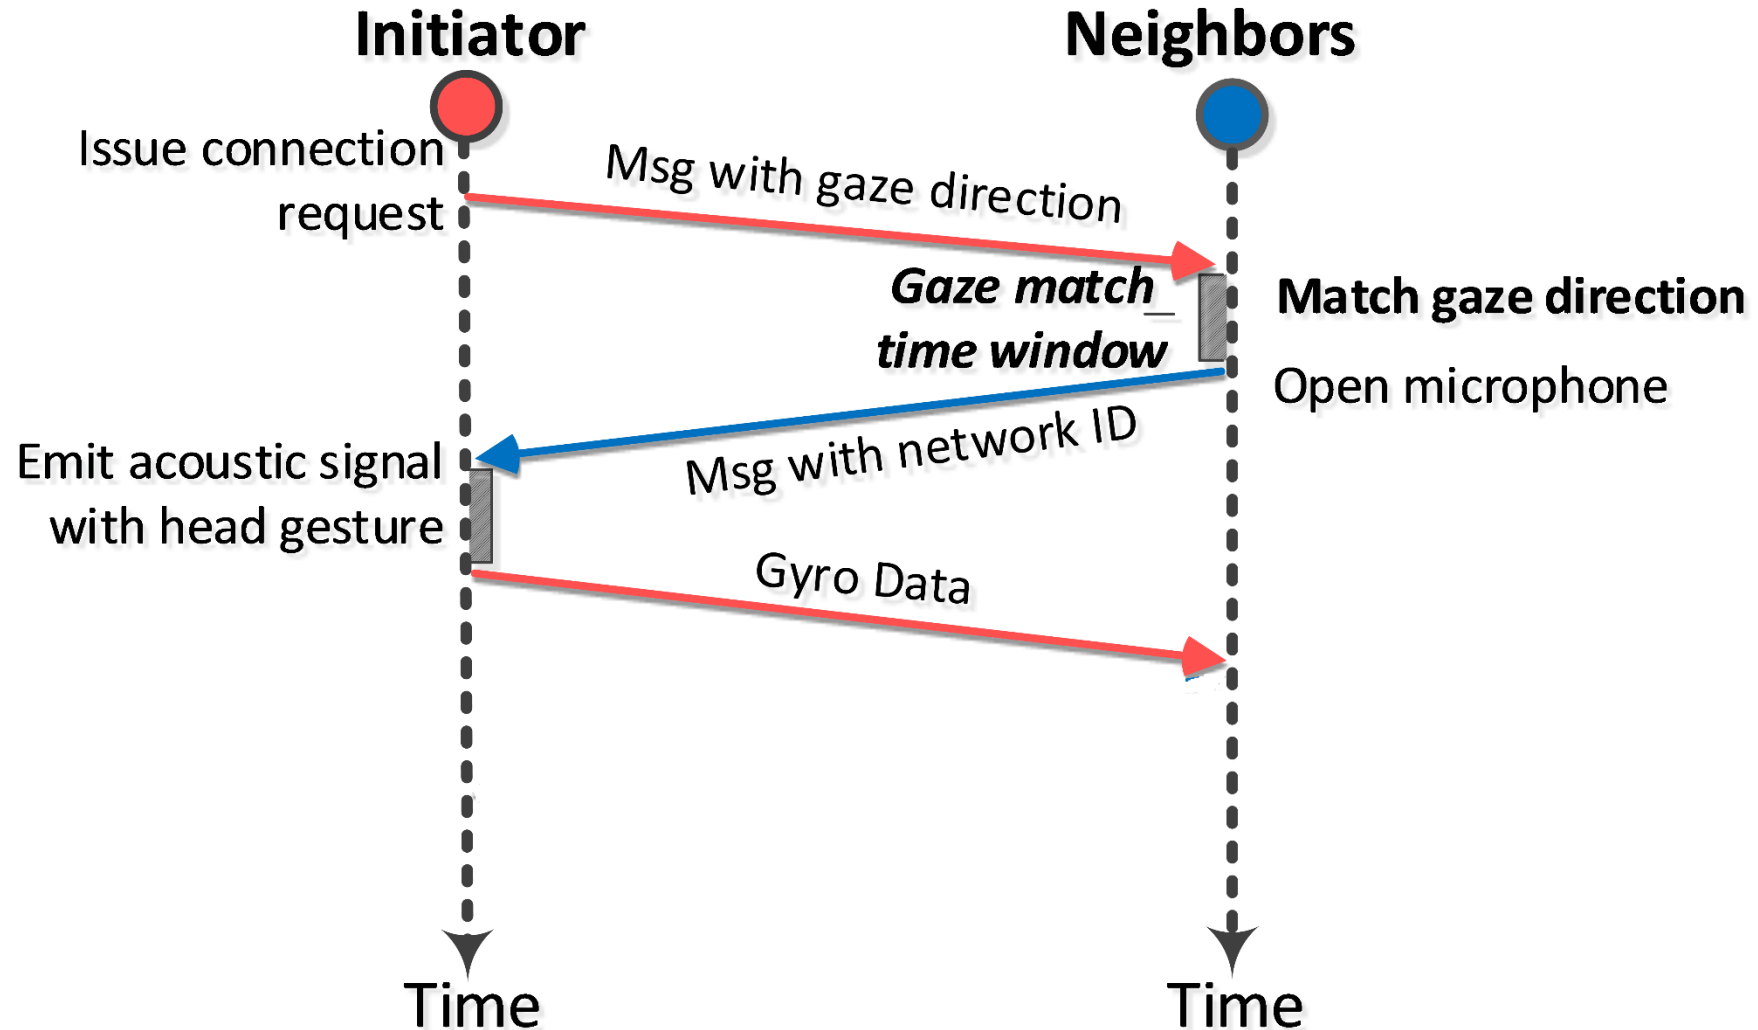 Initiator
Neighbors
Issue connection
request
Msg with gaze direction
Gaze match_
time window
Match gaze direction
Open microphone
Msg with network ID
Emit acoustic signal
with head gesture
Gyro Data
Time
Time